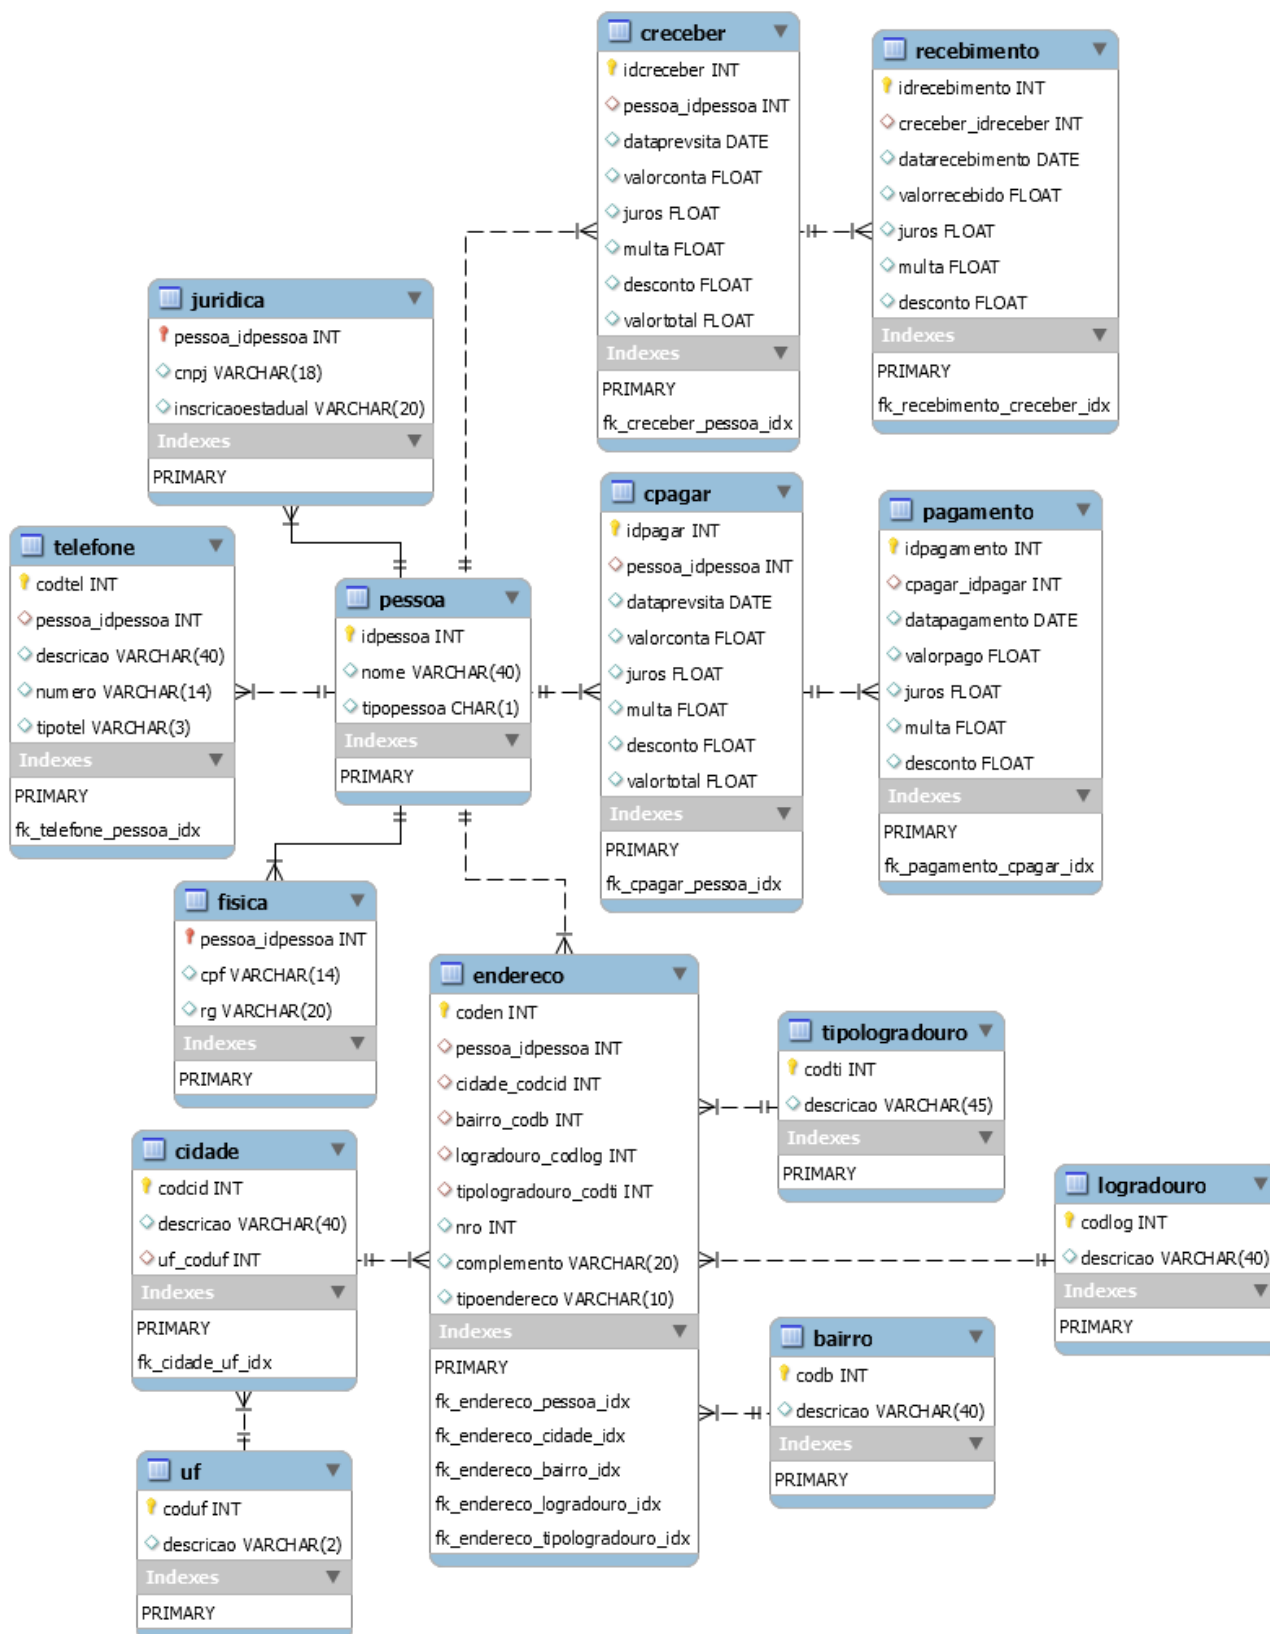 creceber
idcreceber INT
pessoa_idpessoa INT
dataprevsita DATE
valorconta FLOAT
juros FLOAT
multa FLOAT
desconto FLOAT
valortotal FLOAT
Indexes
PRIMARY
fk_creceber_pessoa_idx
recebimento
idrecebimento INT
creceber_idreceber INT
datarecebimento DATE
valorrecebido FLOAT
juros FLOAT
multa FLOAT
desconto FLOAT
Indexes
PRIMARY
fk_recebimento_creceber_idx
juridica
pessoa_idpessoa INT
cnpj VARCHAR(18)
inscricaoestadual VARCHAR(20)
Indexes
PRIMARY
telefone
codtel INT
pessoa_idpessoa INT
descricao VARCHAR(40)
numero VARCHAR(14)
tipotel VARCHAR(3)
Indexes
PRIMARY
fk_telefone_pessoa_idx
pessoa
idpessoa INT
nome VARCHAR(40)
tipopessoa CHAR(1)
Indexes
PRIMARY
cpagar
idpagar INT
pessoa_idpessoa INT
dataprevsita DATE
valorconta FLOAT
juros FLOAT
multa FLOAT
desconto FLOAT
valortotal FLOAT
Indexes
PRIMARY
fk_cpagar_pessoa_idx
pagamento
idpagamento INT
cpagar_idpagar INT
datapagamento DATE
valorpago FLOAT
juros FLOAT
multa FLOAT
desconto FLOAT
Indexes
PRIMARY
fk_pagamento_cpagar_idx
fisica
pessoa_idpessoa INT
cpf VARCHAR(14)
rg VARCHAR(20)
Indexes
PRIMARY
endereco
coden INT
pessoa_idpessoa INT
cidade_codcid INT
bairro_codb INT
logradouro_codlog INT
tipologradouro_codti INT
nro INT
complemento VARCHAR(20)
tipoendereco VARCHAR(10)
Indexes
PRIMARY
fk_endereco_pessoa_idx
fk_endereco_cidade_idx
fk_endereco_bairro_idx
fk_endereco_logradouro_idx
fk_endereco_tipologradouro_idx
tipologradouro
codti INT
descricao VARCHAR(45)
Indexes
PRIMARY
cidade
codcid INT
descricao VARCHAR(40)
uf_coduf INT
Indexes
PRIMARY
fk_cidade_uf_idx
logradouro
codlog INT
descricao VARCHAR(40)
Indexes
PRIMARY
bairro
codb INT
descricao VARCHAR(40)
Indexes
PRIMARY
uf
coduf INT
descricao VARCHAR(2)
Indexes
PRIMARY